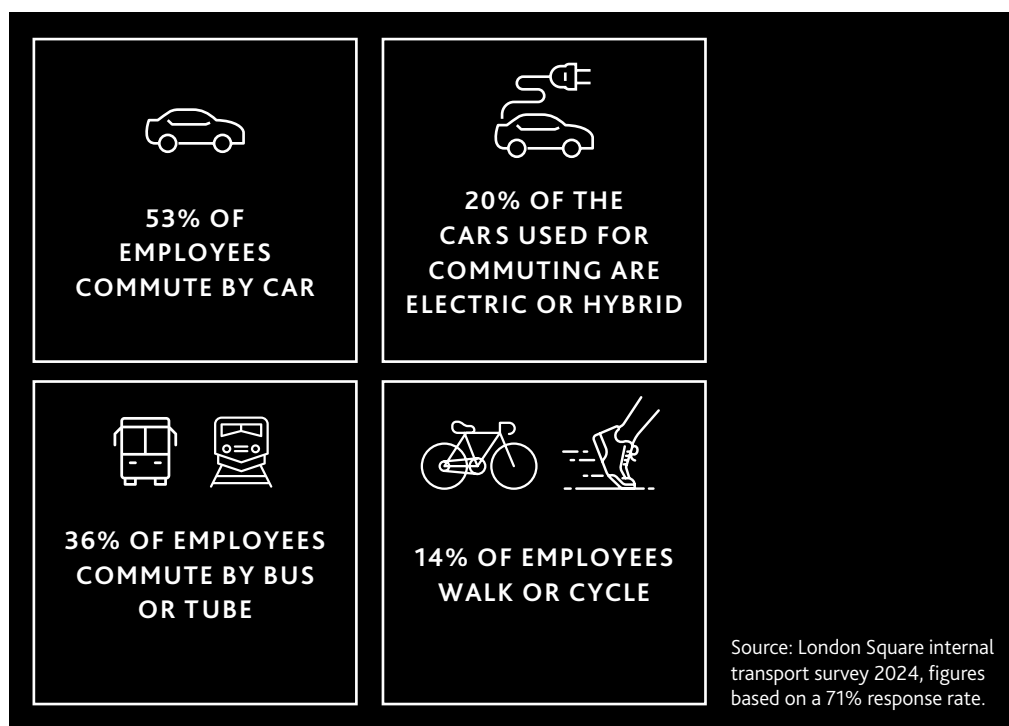 53% OF
EMPLOYEES
COMMUTE BY CAR
20% OF THE
CARS USED FOR
COMMUTING ARE
ELECTRIC OR HYBRID
36% OF EMPLOYEES
COMMUTE BY BUS
OR TUBE
14% OF EMPLOYEES
WALK OR CYCLE
Source: London Square internal
transport survey 2024, figures
based on a 71% response rate.